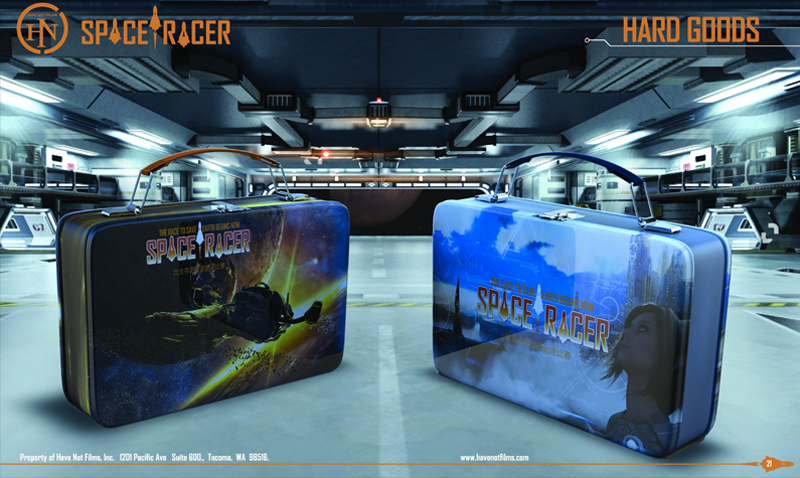 HN
SPACE RACER
HARD GOODS
THE RACE TO SAVE EARTH BEGINS NOW
SPACE RACER
THE RACE TO SAVE EARTH BEGINS NOW
SPACE RACER
Property of Have Not Films, Inc. 1201 Pacific Ave Suite 600., Tacoma, WA 98516.
www.havenotfilms.com
21